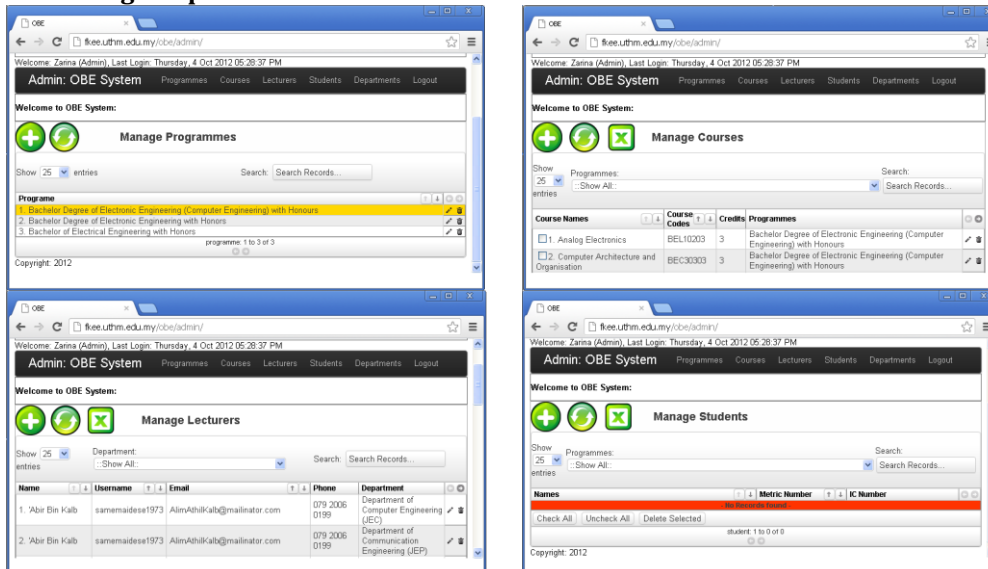 OBE
fkee.uthm.edu.my/obe/admin/
Welcome: Zarina (Admin), Last Login: Thursday, 4 Oct 2012 05:28:37 PM
Admin: OBE System Programmes Courses Lecturers Students Departments Logout
Welcome to OBE System:
Manage Programmes
Show 25 entries Search: Search Records...
Programe
1. Bachelor Degree of Electronic Engineering (Computer Engineering) with Honours
2. Bachelor Degree of Electronic Engineering with Honors
3. Bachelor of Electrical Engineering with Honors
programme: 1 to 3 of 3
Copyright: 2012
OBE
fkee.uthm.edu.my/obe/admin/
Welcome: Zarina (Admin), Last Login: Thursday, 4 Oct 2012 05:28:37 PM
Admin: OBE System Programmes Courses Lecturers Students Departments Logout
Welcome to OBE System:
Manage Courses
Show 25 entries
Programmes:
::Show All::
Search:
Search Records...
Course Names Course Codes Credits Programmes
1. Analog Electronics BEL10203 3 Bachelor Degree of Electronic Engineering (Computer
Engineering) with Honours
2. Computer Architecture and
Organisation BEC30303 3 Bachelor Degree of Electronic Engineering (Computer
Engineering) with Honours
OBE
fkee.uthm.edu.my/obe/admin/
Welcome: Zarina (Admin), Last Login: Thursday, 4 Oct 2012 05:28:37 PM
Admin: OBE System Programmes Courses Lecturers Students Departments Logout
Welcome to OBE System:
Manage Lecturers
Show 25 entries
Department:
::Show All::
Search: Search Records...
Name Username Email Phone Department
1. 'Abir Bin Kalb samemaidese1973 AlimAthilKalb@mailinator.com 079 2006
0199
Department of
Computer Engineering
(JEC)
2. 'Abir Bin Kalb samemaidese1973 AlimAthilKalb@mailinator.com 079 2006
0199
Department of
Communication
Engineering (JEP)
OBE
fkee.uthm.edu.my/obe/admin/
Welcome: Zarina (Admin), Last Login: Thursday, 4 Oct 2012 05:28:37 PM
Admin: OBE System Programmes Courses Lecturers Students Departments Logout
Welcome to OBE System:
Manage Students
Show 25 entries
Programmes:
::Show All::
Search:
Search Records...
Names Metric Number IC Number
- No Records found -
Check All Uncheck All Delete Selected
student: 1 to 0 of 0
Copyright: 2012